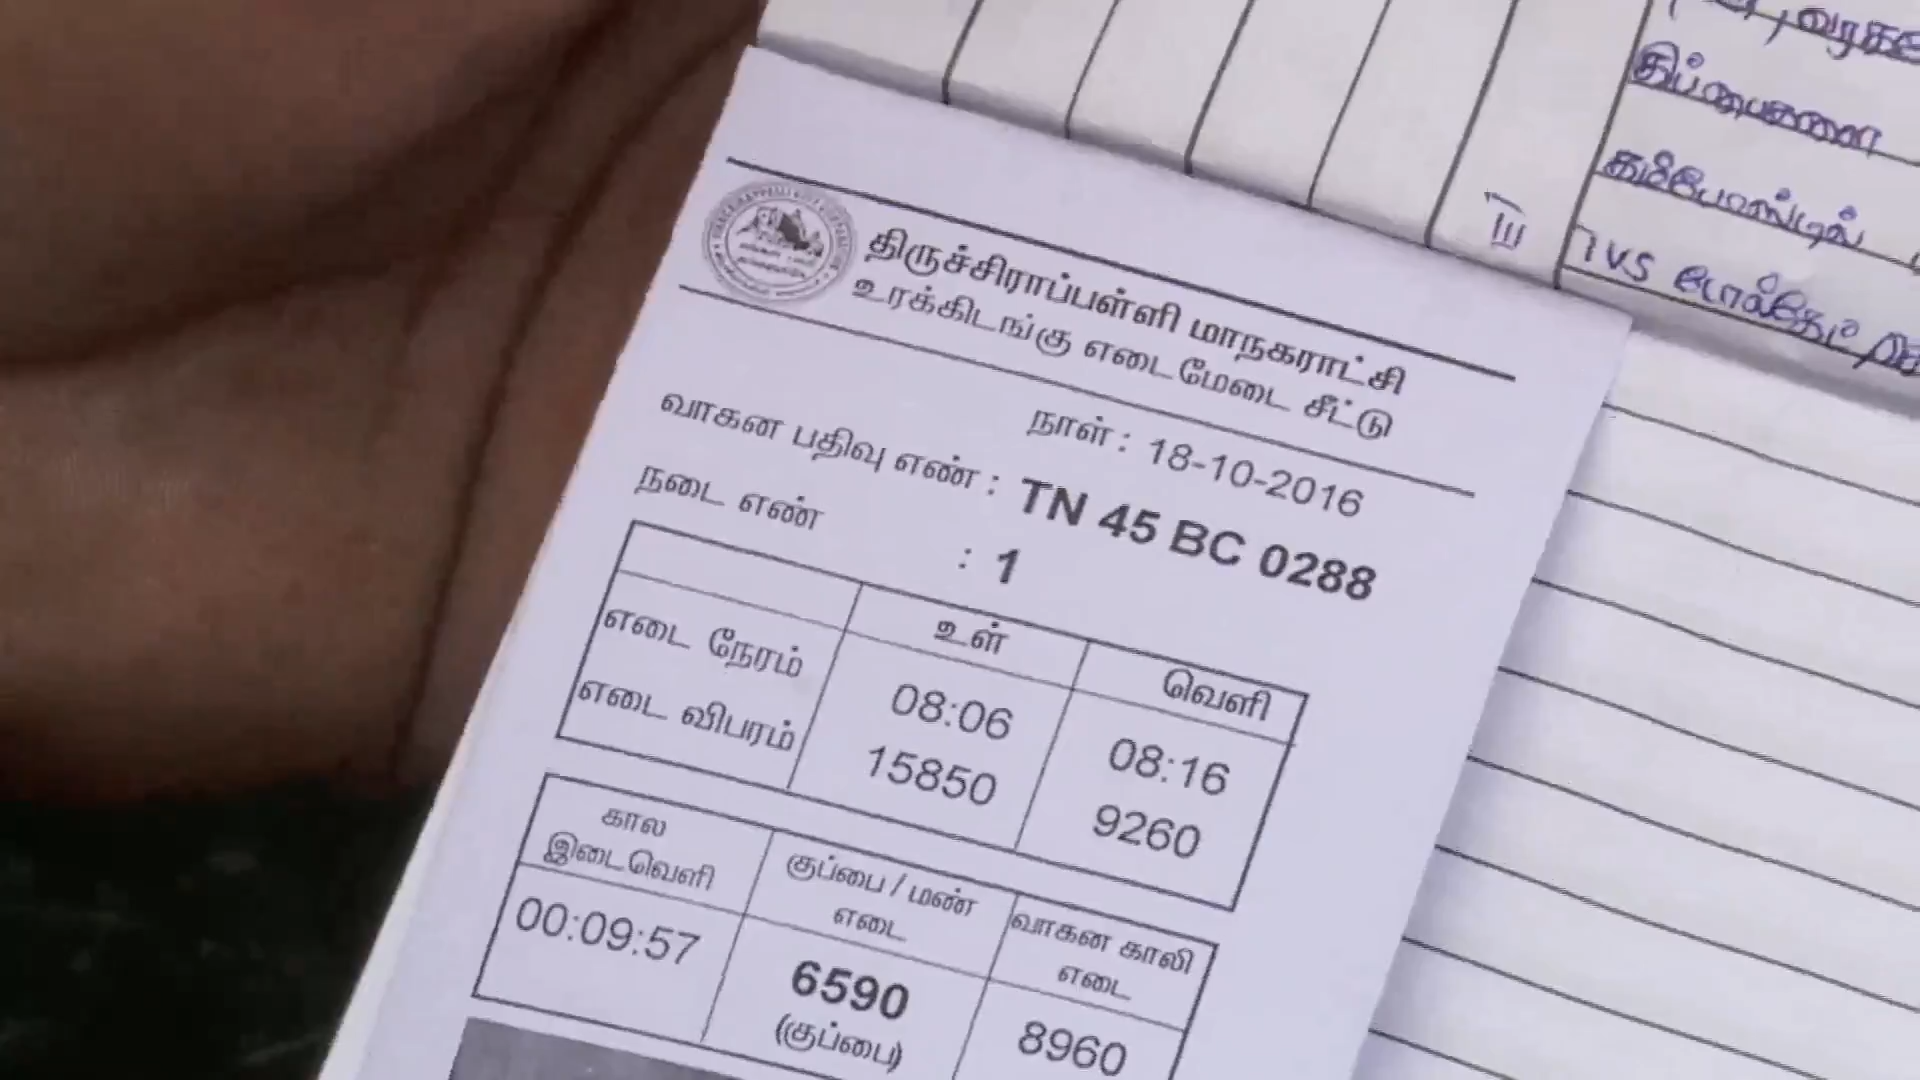 திப்பைகளை
கம்போஸ்டில்
III
TVS டோல்கேட்
திருச்சிராப்பள்ளி மாநகராட்சி
உரக்கிடங்கு எடைமேடை சீட்டு
நாள் : 18-10-2016
வாகன பதிவு எண் : TN 45 BC 0288
நடை எண் : 1
உள் வெளி
எடை நேரம் 08:06 08:16
எடை விபரம் 15850 9260
கால இடைவெளி குப்பை / மண் எடை வாகன காலி எடை
00:09:57 6590 (குப்பை) 8960